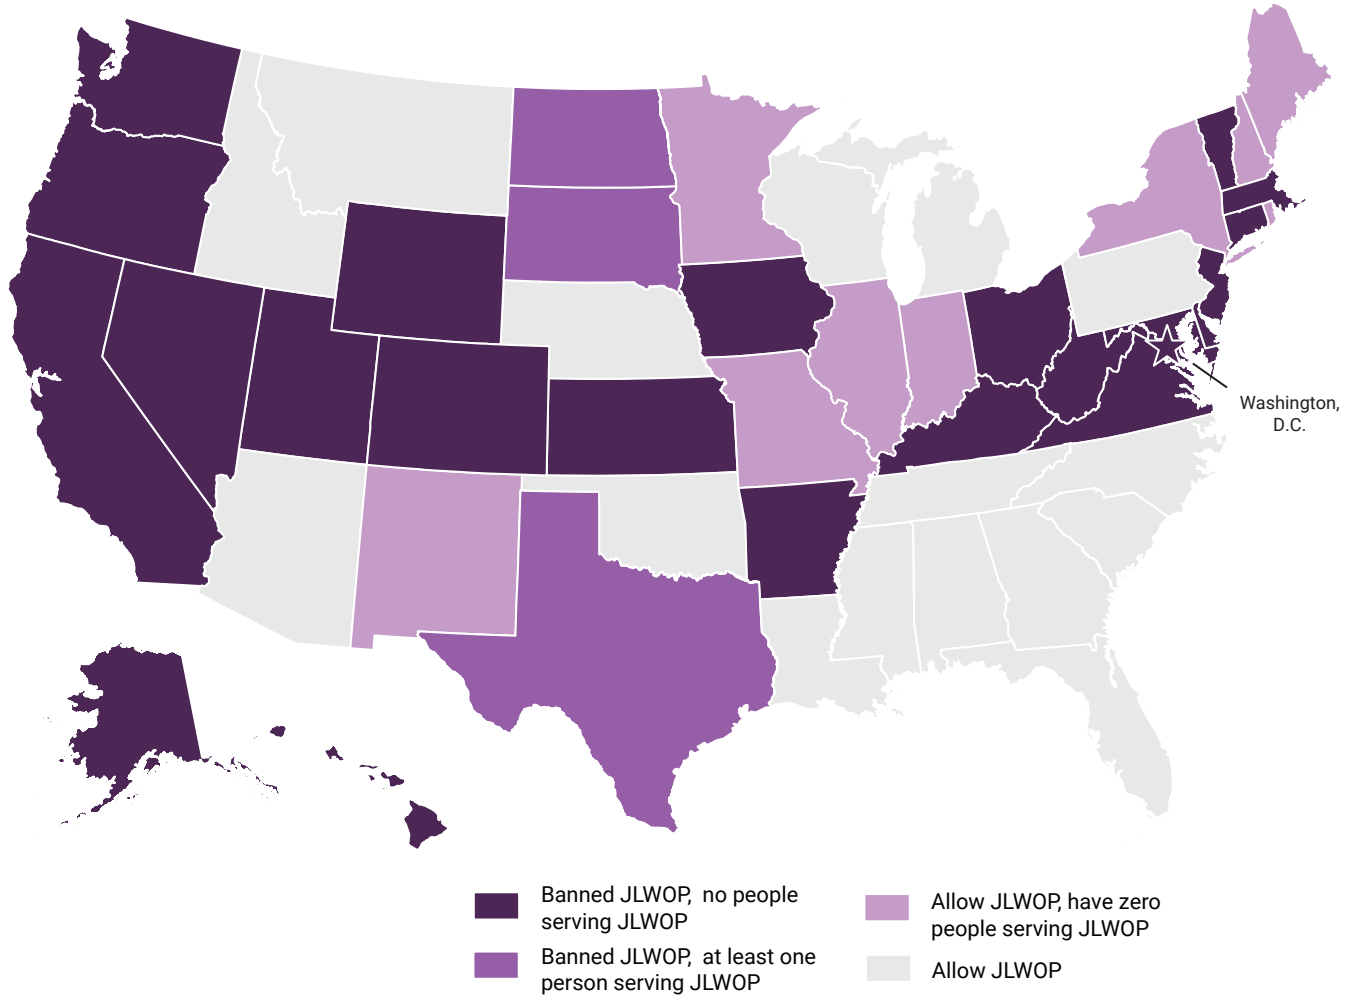 Washington,
D.C.
Banned JLWOP, no people
serving JLWOP
Banned JLWOP, at least one
person serving JLWOP
Allow JLWOP, have zero
people serving JLWOP
Allow JLWOP